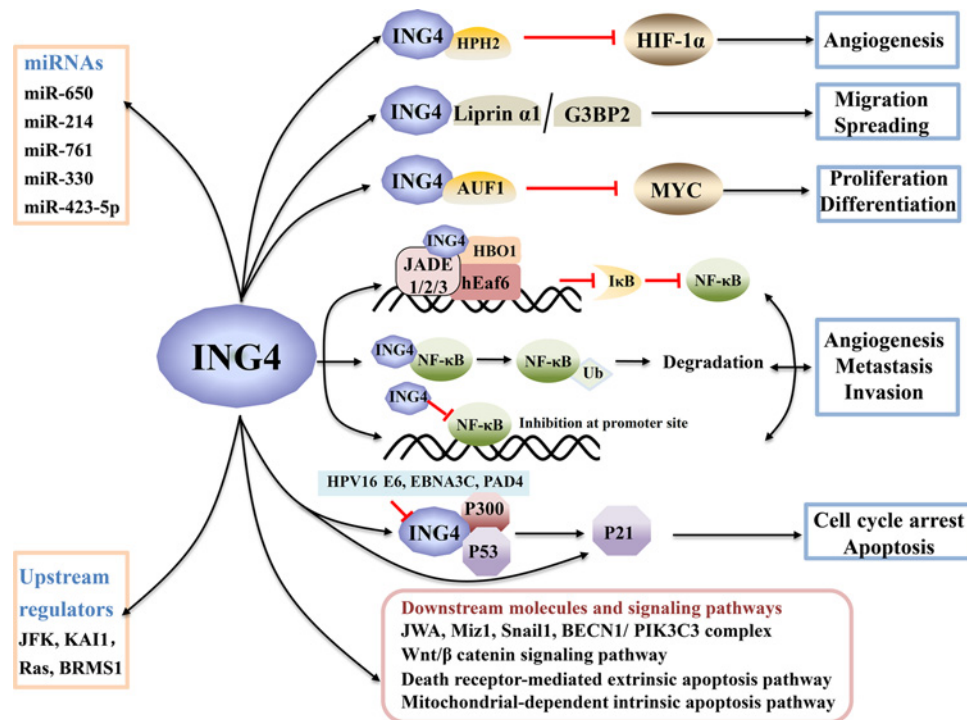 miRNAs
miR-650
miR-214
miR-761
miR-330
miR-423-5p
ING4
HPH2
HIF-1α
Angiogenesis
ING4
Liprin α1
/
G3BP2
Migration
Spreading
ING4
AUF1
MYC
Proliferation
Differentiation
ING4
HBO1
JADE
1/2/3
hEaf6
IκB
NF-κB
ING4
ING4
NF-κB
NF-κB
Ub
Degradation
Angiogenesis
Metastasis
Invasion
ING4
NF-κB
Inhibition at promoter site
HPV16 E6, EBNA3C, PAD4
ING4
P300
P53
P21
Cell cycle arrest
Apoptosis
Upstream
regulators
JFK, KAI1,
Ras, BRMS1
Downstream molecules and signaling pathways
JWA, Miz1, Snail1, BECN1/ PIK3C3 complex
Wnt/β catenin signaling pathway
Death receptor-mediated extrinsic apoptosis pathway
Mitochondrial-dependent intrinsic apoptosis pathway